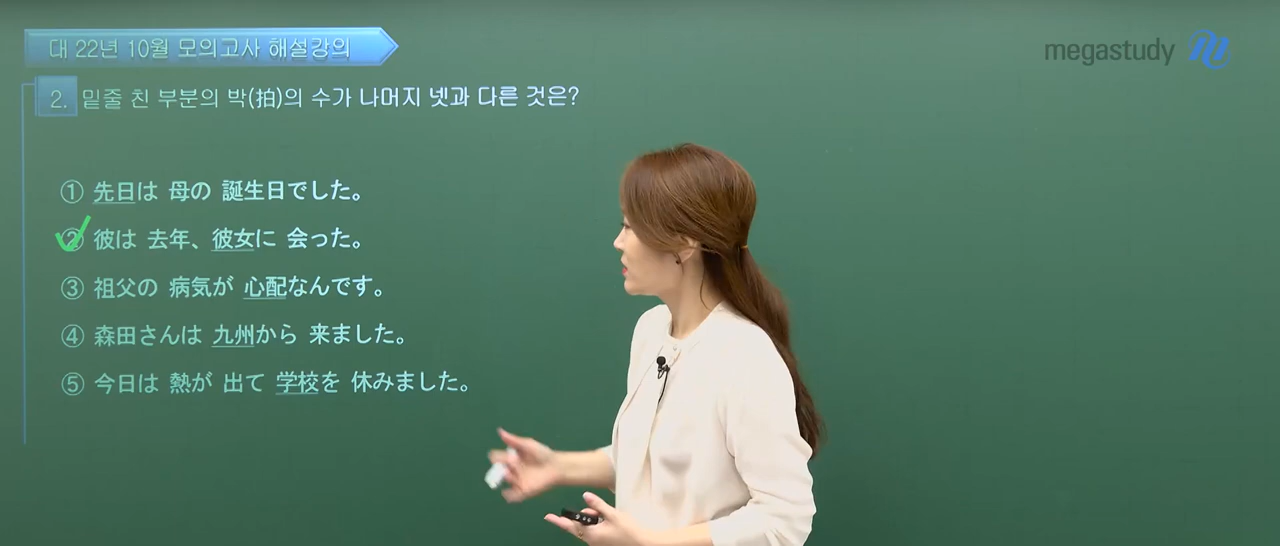 대 22년 10월 모의고사 해설강의
megastudy
2. 밑줄 친 부분의 박(拍)의 수가 나머지 넷과 다른 것은?
① 先日は 母の 誕生日でした。
② 彼は 去年、彼女に 会った。
③ 祖父の 病気が 心配なんです。
④ 森田さんは 九州から 来ました。
⑤ 今日は 熱が 出て 学校を 休みました。